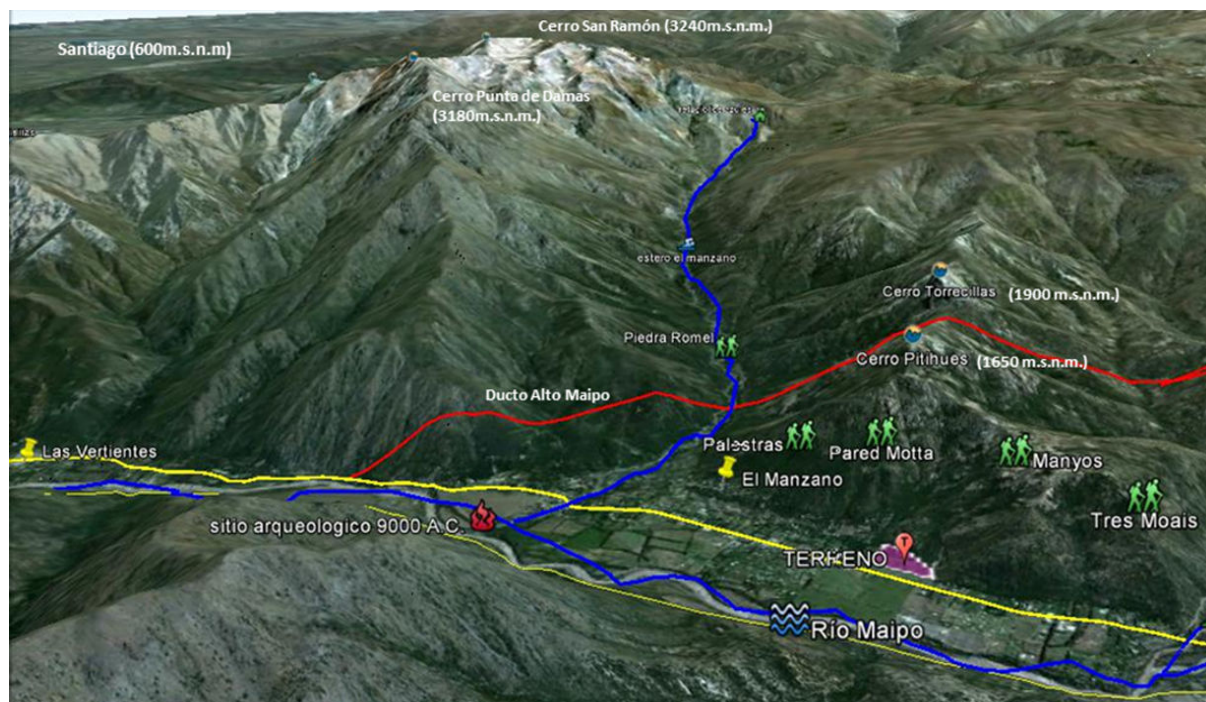 Cerro San Ramón (3240m.s.n.m.)
Santiago (600m.s.n.m)
Cerro Punta de Damas
(3180m.s.n.m.)
estero el manzano
Cerro Torrecillas (1900 m.s.n.m.)
Piedra Romel
Cerro Pitihues (1650 m.s.n.m.)
Ducto Alto Maipo
Palestras
Pared Motta
Las Vertientes
Manyos
El Manzano
Tres Moais
sitio arqueologico 9000 A.C.
T
TERRENO
Río Maipo